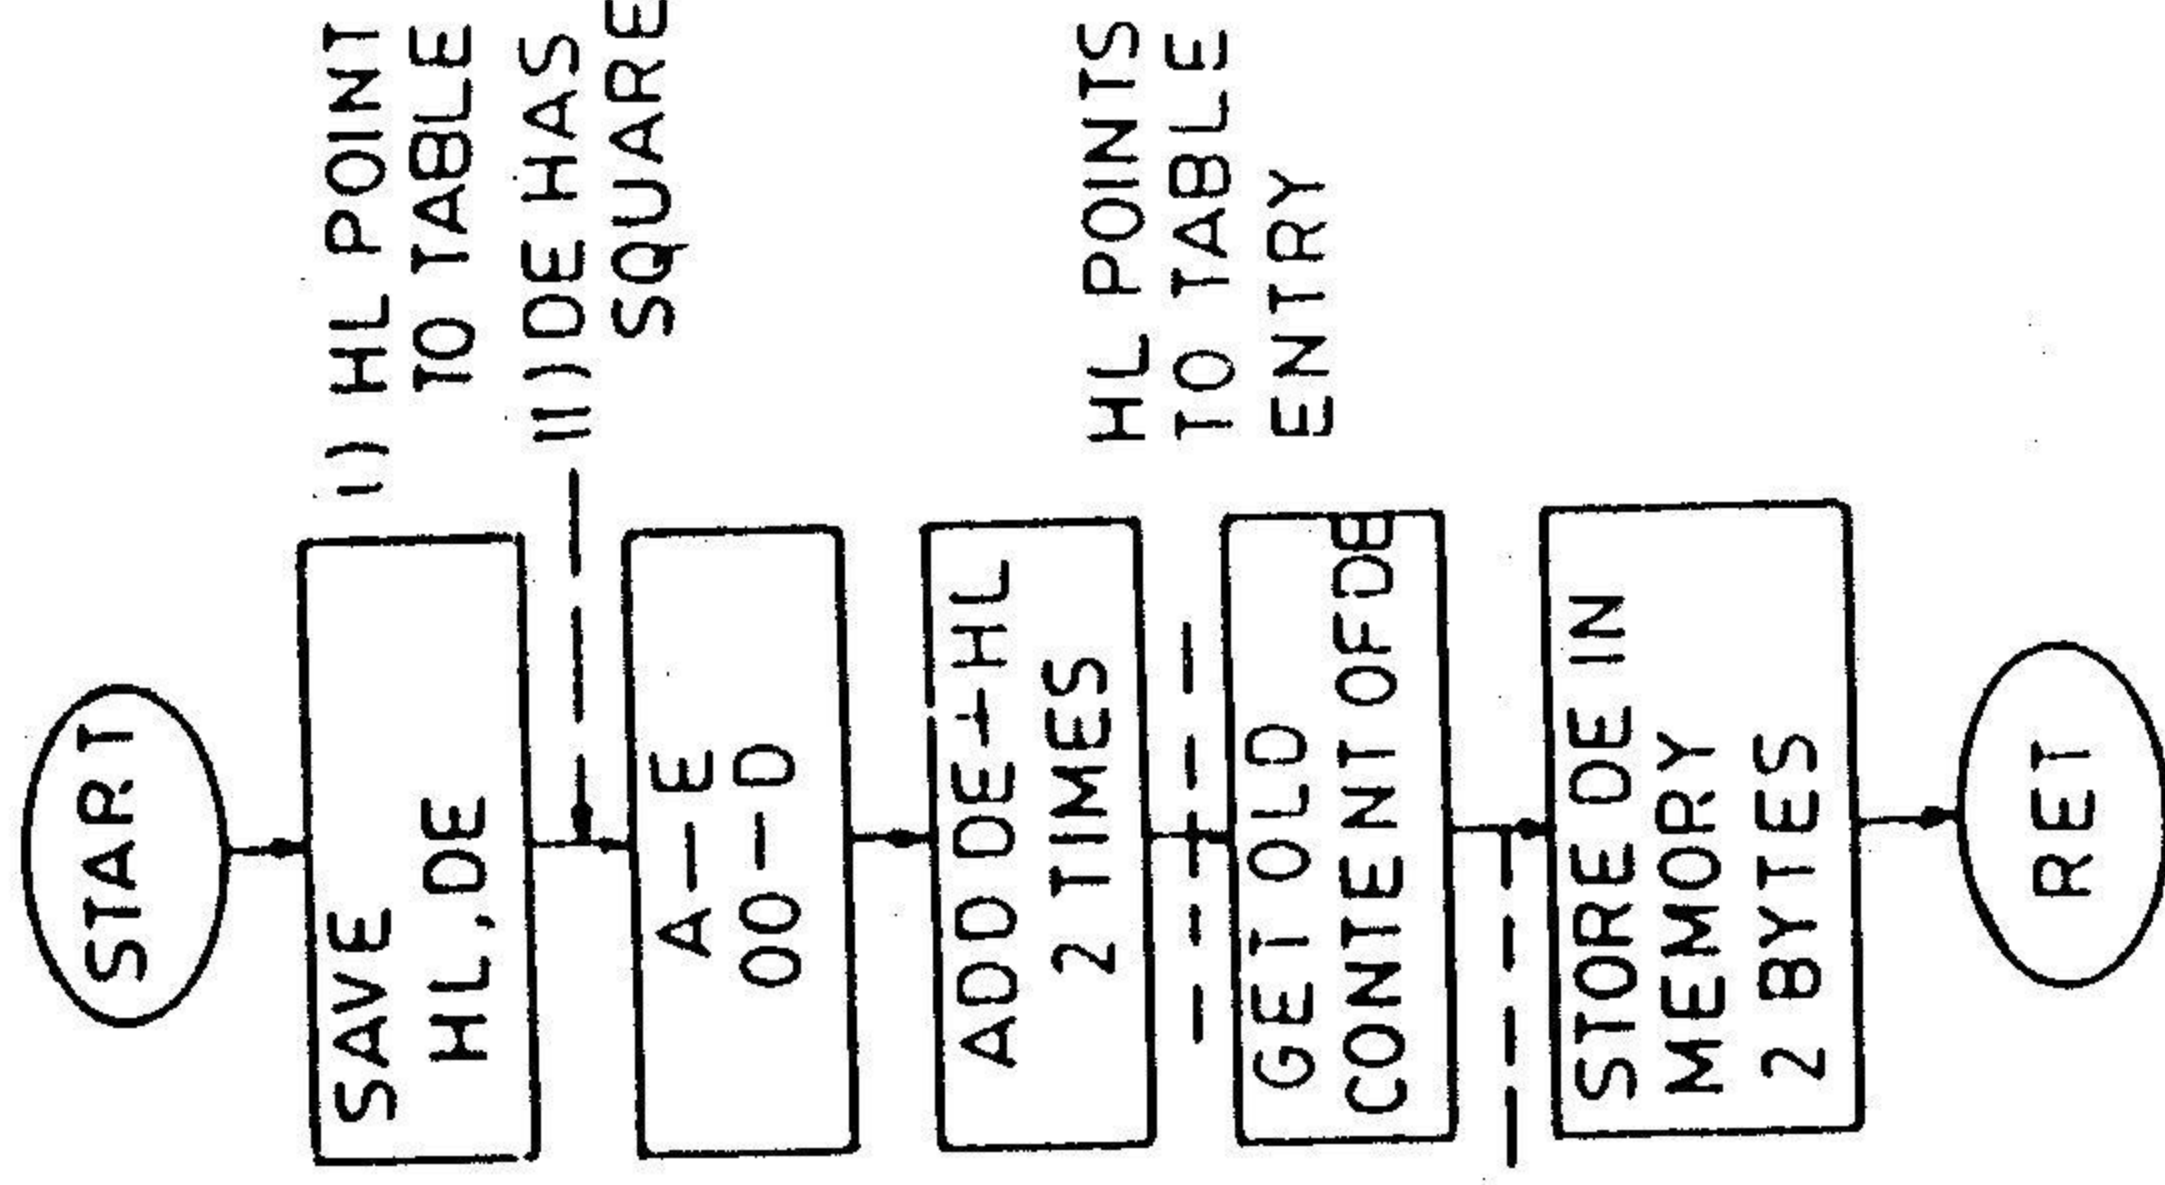 START
SAVE
HL, DE
I) HL POINT
TO TABLE
II) DE HAS
SQUARE
A—E
00—D
ADD DE+HL
2 TIMES
HL POINTS
TO TABLE
ENTRY
GET OLD
CONTENT OF DE
STORE DE IN
MEMORY
2 BYTES
RET